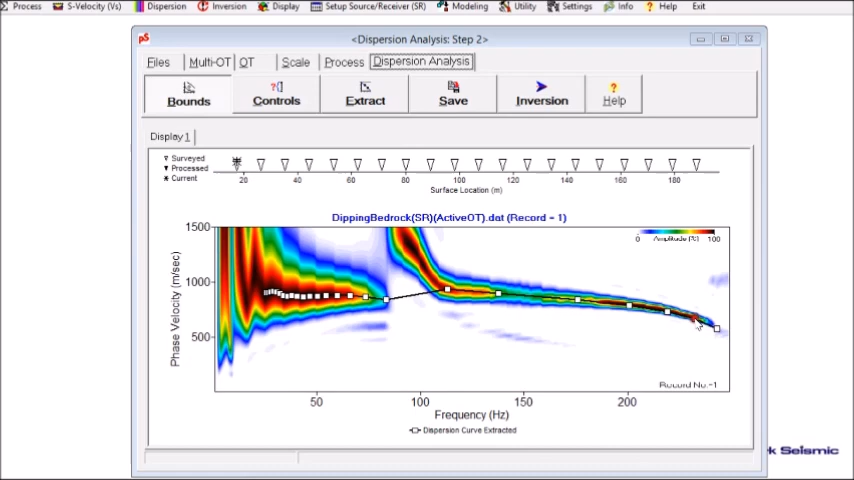 Process S-Velocity (Vs) Dispersion Inversion Display Setup Source/Receiver (SR) Modeling Utility Settings Info Help Exit
pS <Dispersion Analysis: Step 2>
Files Multi-OT OT Scale Process Dispersion Analysis
Bounds Controls Extract Save Inversion Help
Display 1
Surveyed
Processed
Current
20 40 60 80 100 120 140 160 180
Surface Location (m)
DippingBedrock(SR)(ActiveOT).dat (Record = 1)
0 Amplitude (%) 100
Phase Velocity (m/sec)
1500
1000
500
Record No.=1
50 100 150 200
Frequency (Hz)
Dispersion Curve Extracted
k Seismic